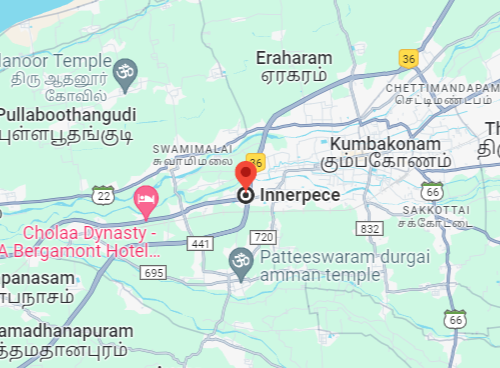 Eraharam
ஏரகரம்
36
anoor Temple
திரு ஆதனூர்
கோவில்
CHETTIMANDAPAM
செட்டிமண்டபம்
Pullaboothangudi
புள்ளபூதங்குடி
SWAMIMALAI
சுவாமிமலை
Kumbakonam
கும்பகோணம்
Th
தி
36
22
Innerpece
66
SAKKOTTAI
சக்கோட்டை
Cholaa Dynasty -
A Bergamont Hotel...
441
720
832
Patteeswaram durgai
amman temple
695
apanasam
ாபநாசம்
66
amadhanapuram
த்தமதானபுரம்